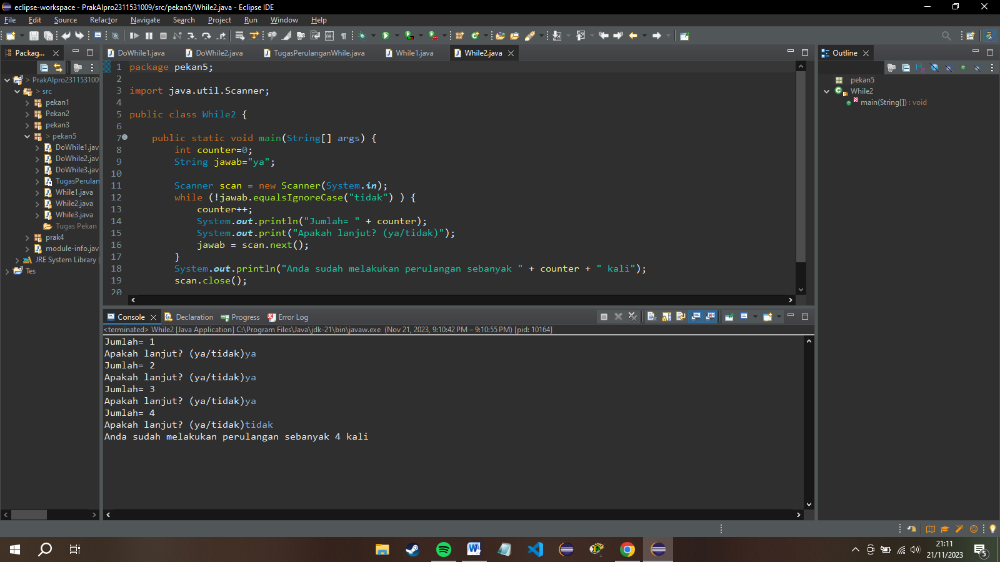 eclipse-workspace - PrakAlpro2311531009/src/pekan5/While2.java - Eclipse IDE
File Edit Source Refactor Navigate Search Project Run Window Help
Packag...
> PrakAlpro2311531009
> src
pekan1
Pekan2
pekan3
> pekan5
DoWhile1.jav
DoWhile2.jav
DoWhile3.jav
TugasPerulan
While1.java
While2.java
While3.java
Tugas Pekan
prak4
module-info.jav
JRE System Library
Tes
DoWhile1.java DoWhile2.java TugasPerulanganWhile.java While1.java While2.java
1 package pekan5;
2
3 import java.util.Scanner;
4
5 public class While2 {
6
7 public static void main(String[] args) {
8 int counter=0;
9 String jawab="ya";
10
11 Scanner scan = new Scanner(System.in);
12 while (!jawab.equalsIgnoreCase("tidak") ) {
13 counter++;
14 System.out.println("Jumlah= " + counter);
15 System.out.print("Apakah lanjut? (ya/tidak)");
16 jawab = scan.next();
17 }
18 System.out.println("Anda sudah melakukan perulangan sebanyak " + counter + " kali");
19 scan.close();
20
Console Declaration Progress Error Log
<terminated> While2 [Java Application] C:\Program Files\Java\jdk-21\bin\javaw.exe (Nov 21, 2023, 9:10:42 PM – 9:10:55 PM) [pid: 10164]
Jumlah= 1
Apakah lanjut? (ya/tidak)ya
Jumlah= 2
Apakah lanjut? (ya/tidak)ya
Jumlah= 3
Apakah lanjut? (ya/tidak)ya
Jumlah= 4
Apakah lanjut? (ya/tidak)tidak
Anda sudah melakukan perulangan sebanyak 4 kali
Outline
pekan5
While2
main(String[]) : void
21:11
21/11/2023
5